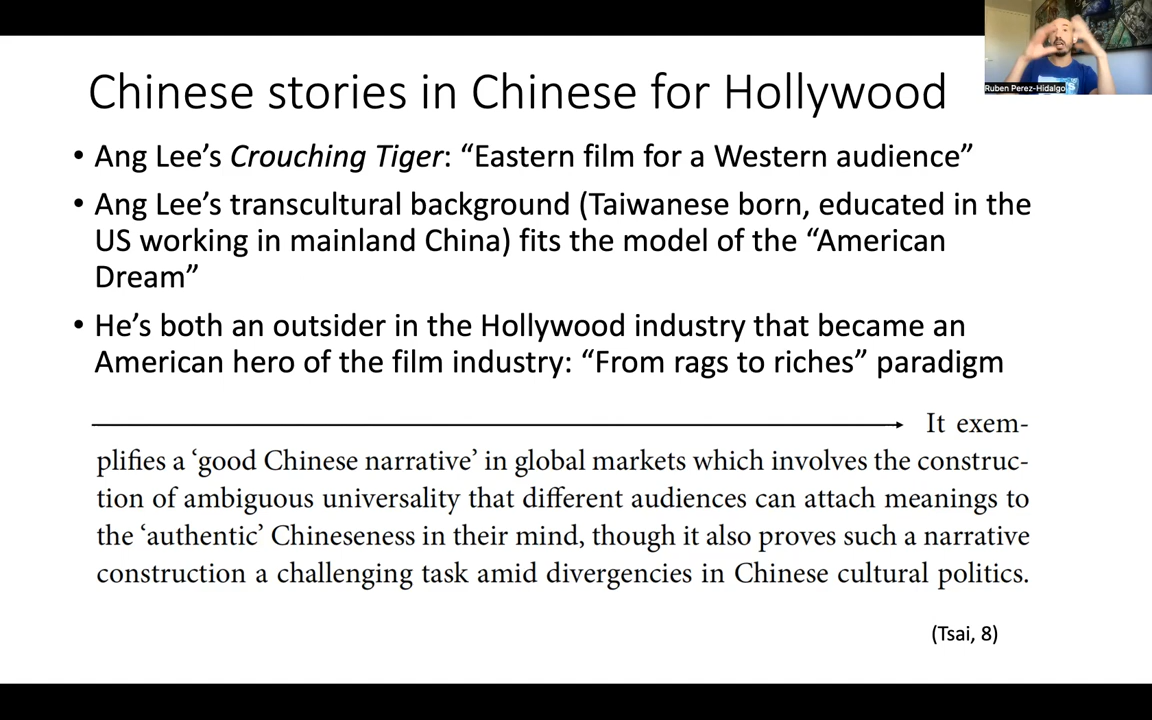 Chinese stories in Chinese for Hollywood
Ruben Perez-Hidalgo
• Ang Lee’s Crouching Tiger: “Eastern film for a Western audience”
• Ang Lee’s transcultural background (Taiwanese born, educated in the
US working in mainland China) fits the model of the “American
Dream”
• He’s both an outsider in the Hollywood industry that became an
American hero of the film industry: “From rags to riches” paradigm
It exem-
plifies a ‘good Chinese narrative’ in global markets which involves the construc-
tion of ambiguous universality that different audiences can attach meanings to
the ‘authentic’ Chineseness in their mind, though it also proves such a narrative
construction a challenging task amid divergencies in Chinese cultural politics.
(Tsai, 8)